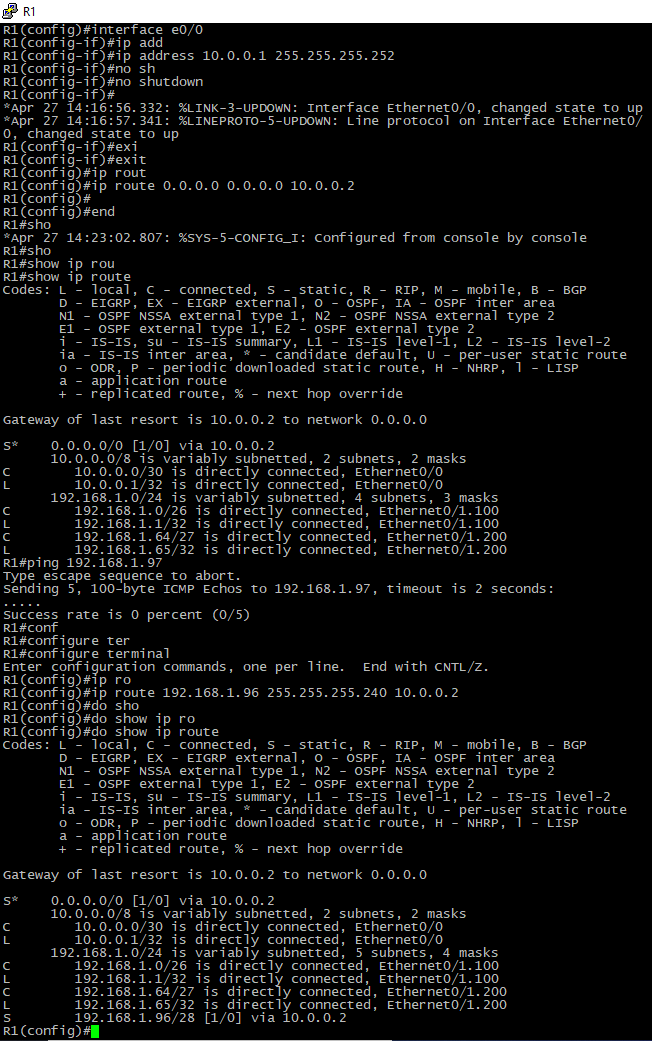 R1
R1(config)#interface e0/0
R1(config-if)#ip add
R1(config-if)#ip address 10.0.0.1 255.255.255.252
R1(config-if)#no sh
R1(config-if)#no shutdown
R1(config-if)#
*Apr 27 14:16:56.332: %LINK-3-UPDOWN: Interface Ethernet0/0, changed state to up
*Apr 27 14:16:57.341: %LINEPROTO-5-UPDOWN: Line protocol on Interface Ethernet0/
0, changed state to up
R1(config-if)#exi
R1(config-if)#exit
R1(config)#ip rout
R1(config)#ip route 0.0.0.0 0.0.0.0 10.0.0.2
R1(config)#
R1(config)#end
R1#sho
*Apr 27 14:23:02.807: %SYS-5-CONFIG_I: Configured from console by console
R1#sho
R1#show ip rou
R1#show ip route
Codes: L - local, C - connected, S - static, R - RIP, M - mobile, B - BGP
D - EIGRP, EX - EIGRP external, O - OSPF, IA - OSPF inter area
N1 - OSPF NSSA external type 1, N2 - OSPF NSSA external type 2
E1 - OSPF external type 1, E2 - OSPF external type 2
i - IS-IS, su - IS-IS summary, L1 - IS-IS level-1, L2 - IS-IS level-2
ia - IS-IS inter area, * - candidate default, U - per-user static route
o - ODR, P - periodic downloaded static route, H - NHRP, l - LISP
a - application route
+ - replicated route, % - next hop override

Gateway of last resort is 10.0.0.2 to network 0.0.0.0

S*    0.0.0.0/0 [1/0] via 10.0.0.2
10.0.0.0/8 is variably subnetted, 2 subnets, 2 masks
C        10.0.0.0/30 is directly connected, Ethernet0/0
L        10.0.0.1/32 is directly connected, Ethernet0/0
192.168.1.0/24 is variably subnetted, 4 subnets, 3 masks
C        192.168.1.0/26 is directly connected, Ethernet0/1.100
L        192.168.1.1/32 is directly connected, Ethernet0/1.100
C        192.168.1.64/27 is directly connected, Ethernet0/1.200
L        192.168.1.65/32 is directly connected, Ethernet0/1.200
R1#ping 192.168.1.97
Type escape sequence to abort.
Sending 5, 100-byte ICMP Echos to 192.168.1.97, timeout is 2 seconds:
.....
Success rate is 0 percent (0/5)
R1#conf
R1#configure ter
R1#configure terminal
Enter configuration commands, one per line.  End with CNTL/Z.
R1(config)#ip ro
R1(config)#ip route 192.168.1.96 255.255.255.240 10.0.0.2
R1(config)#do sho
R1(config)#do show ip ro
R1(config)#do show ip route
Codes: L - local, C - connected, S - static, R - RIP, M - mobile, B - BGP
D - EIGRP, EX - EIGRP external, O - OSPF, IA - OSPF inter area
N1 - OSPF NSSA external type 1, N2 - OSPF NSSA external type 2
E1 - OSPF external type 1, E2 - OSPF external type 2
i - IS-IS, su - IS-IS summary, L1 - IS-IS level-1, L2 - IS-IS level-2
ia - IS-IS inter area, * - candidate default, U - per-user static route
o - ODR, P - periodic downloaded static route, H - NHRP, l - LISP
a - application route
+ - replicated route, % - next hop override

Gateway of last resort is 10.0.0.2 to network 0.0.0.0

S*    0.0.0.0/0 [1/0] via 10.0.0.2
10.0.0.0/8 is variably subnetted, 2 subnets, 2 masks
C        10.0.0.0/30 is directly connected, Ethernet0/0
L        10.0.0.1/32 is directly connected, Ethernet0/0
192.168.1.0/24 is variably subnetted, 5 subnets, 4 masks
C        192.168.1.0/26 is directly connected, Ethernet0/1.100
L        192.168.1.1/32 is directly connected, Ethernet0/1.100
C        192.168.1.64/27 is directly connected, Ethernet0/1.200
L        192.168.1.65/32 is directly connected, Ethernet0/1.200
S        192.168.1.96/28 [1/0] via 10.0.0.2
R1(config)#